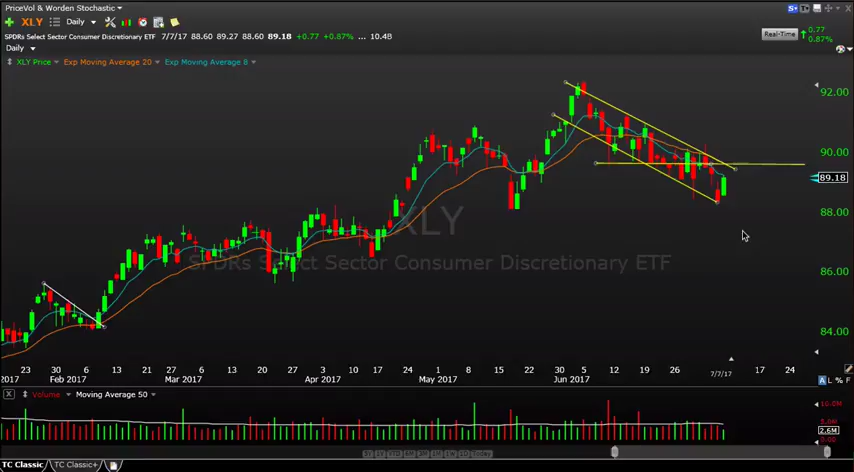 PriceVol & Worden Stochastic
XLY Daily
SPDRs Select Sector Consumer Discretionary ETF 7/7/17 88.60 89.27 88.60 89.18 +0.77 +0.87% ... 10.48
Real-Time 0.77
0.87%
Daily
XLY Price Exp Moving Average 20 Exp Moving Average 8
92.00
90.00
89.18
88.00
86.00
84.00
XLY
SPDRs Select Sector Consumer Discretionary ETF
23 30 6 13 21 27 6 13 20 27 3 10 17 24 8 15 22 30 5 12 19 26 7/7/17 17 24
2017 Feb 2017 Mar 2017 Apr 2017 May 2017 Jun 2017
A L % F
X Volume Moving Average 50
10.0M
2.6M
TC Classic TC Classic+